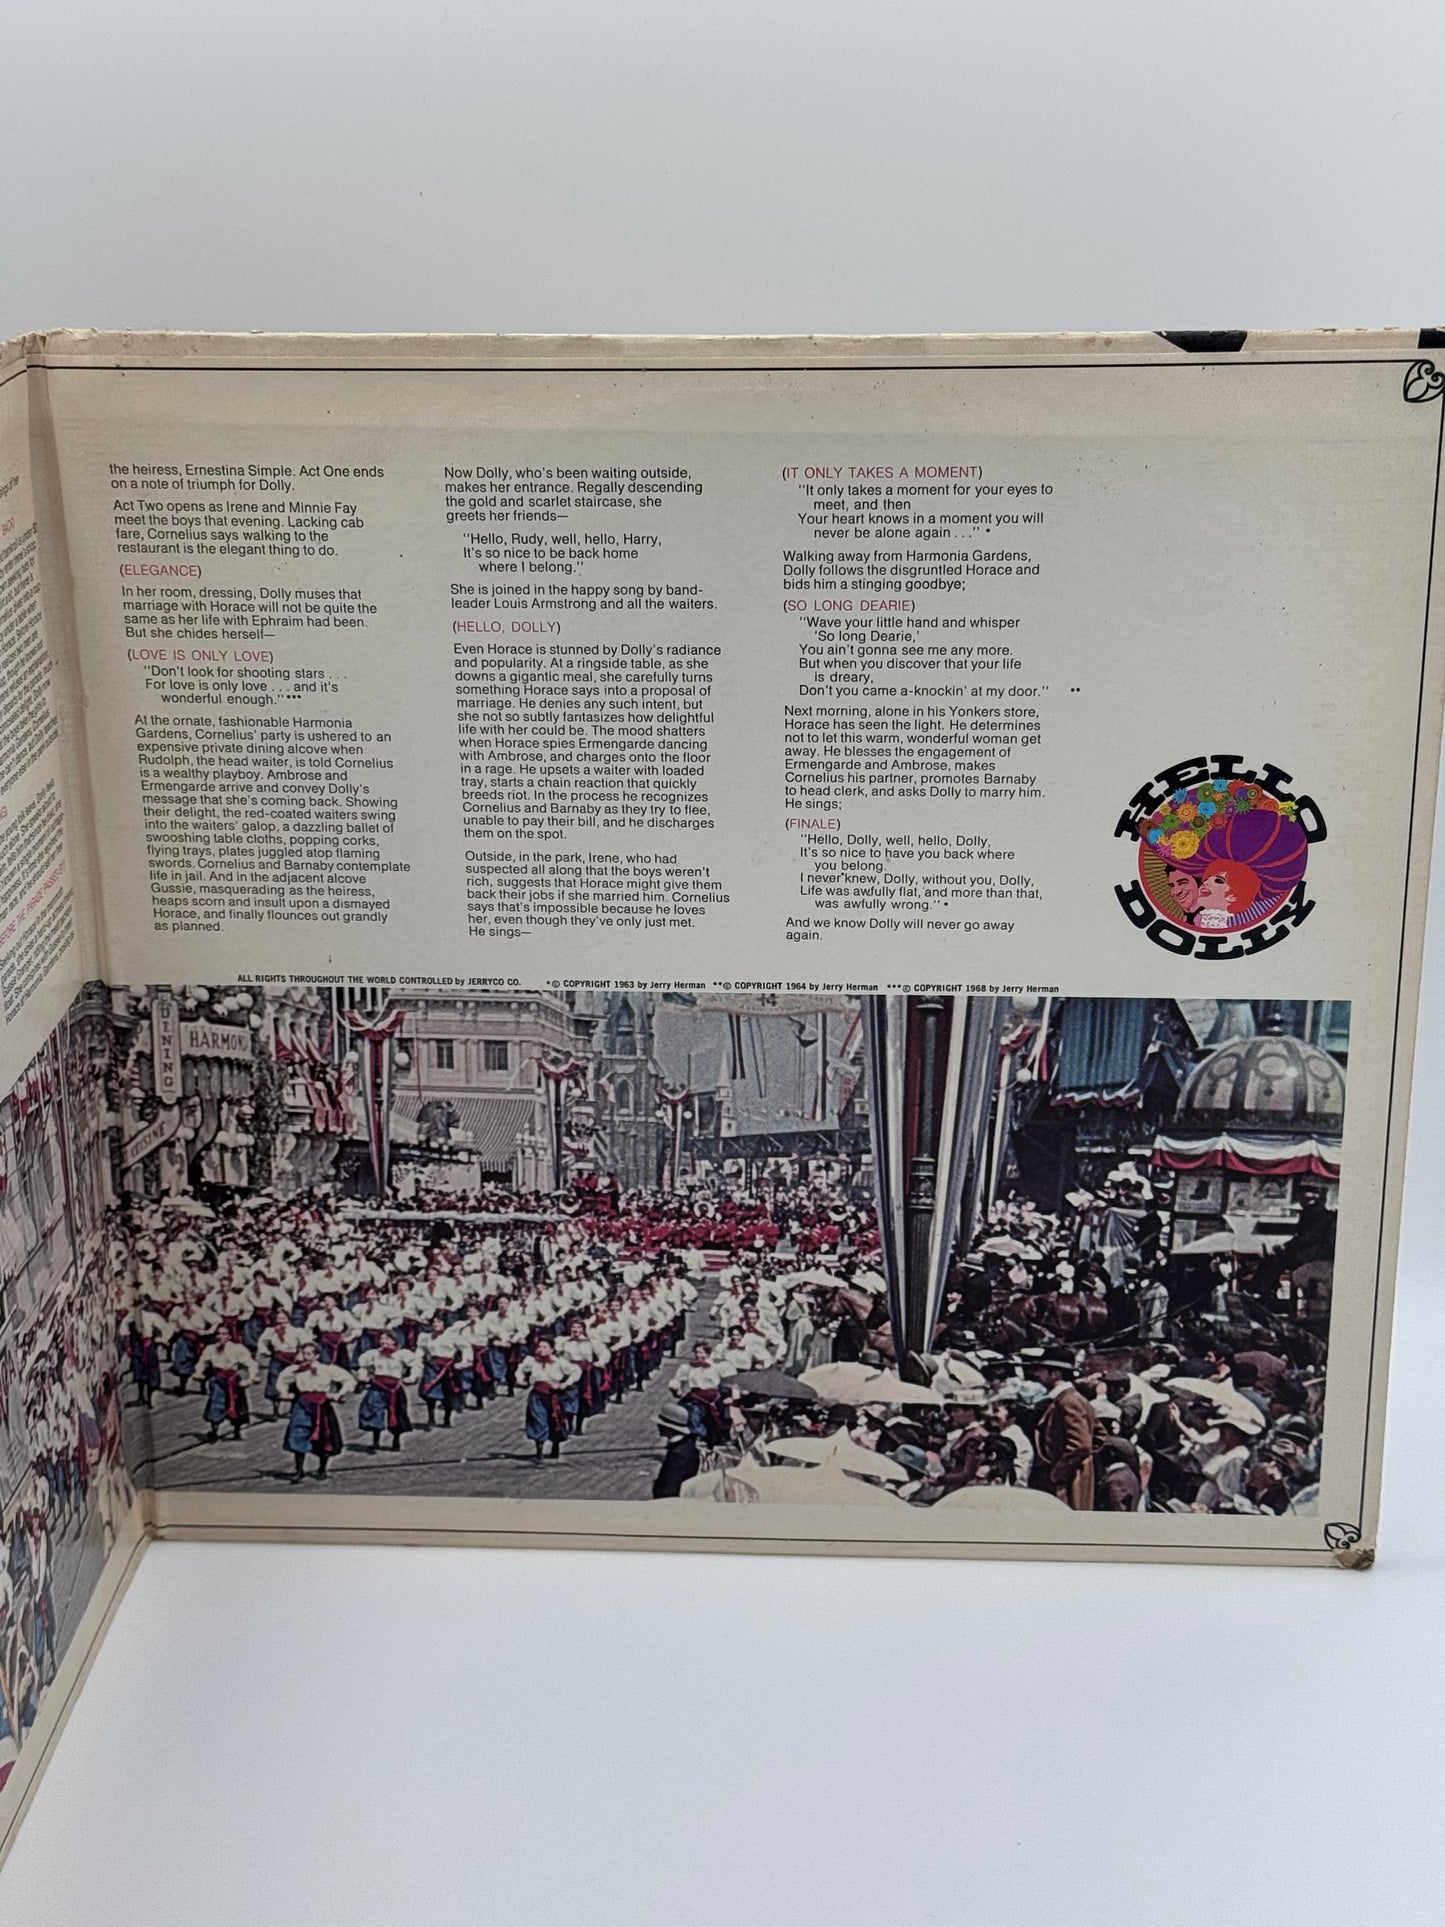 the heiress, Ernestina Simple. Act One ends
on a note of triumph for Dolly.
Act Two opens as Irene and Minnie Fay
meet the boys that evening. Lacking cab
fare, Cornelius says walking to the
restaurant is the elegant thing to do.
(ELEGANCE)
In her room, dressing, Dolly muses that
marriage with Horace will not be quite the
same as her life with Ephraim had been.
But she chides herself—
(LOVE IS ONLY LOVE)
"Don't look for shooting stars . . .
For love is only love . . . and it's
wonderful enough." ***
At the ornate, fashionable Harmonia
Gardens, Cornelius' party is ushered to an
expensive private dining alcove when
Rudolph, the head waiter, is told Cornelius
is a wealthy playboy. Ambrose and
Ermengarde arrive and convey Dolly's
message that she's coming back. Showing
their delight, the red-coated waiters swing
into the waiters' galop, a dazzling ballet of
swooshing table cloths, popping corks,
flying trays, plates juggled atop flaming
swords. Cornelius and Barnaby contemplate
life in jail. And in the adjacent alcove
Gussie, masquerading as the heiress,
heaps scorn and insult upon a dismayed
Horace, and finally flounces out grandly
as planned.
Now Dolly, who's been waiting outside,
makes her entrance. Regally descending
the gold and scarlet staircase, she
greets her friends—
"Hello, Rudy, well, hello, Harry,
It's so nice to be back home
where I belong."
She is joined in the happy song by band-
leader Louis Armstrong and all the waiters.
(HELLO, DOLLY)
Even Horace is stunned by Dolly's radiance
and popularity. At a ringside table, as she
downs a gigantic meal, she carefully turns
something Horace says into a proposal of
marriage. He denies any such intent, but
she not so subtly fantasizes how delightful
life with her could be. The mood shatters
when Horace spies Ermengarde dancing
with Ambrose, and charges onto the floor
in a rage. He upsets a waiter with loaded
tray, starts a chain reaction that quickly
breeds riot. In the process he recognizes
Cornelius and Barnaby as they try to flee,
unable to pay their bill, and he discharges
them on the spot.
Outside, in the park, Irene, who had
suspected all along that the boys weren't
rich, suggests that Horace might give them
back their jobs if she married him. Cornelius
says that's impossible because he loves
her, even though they've only just met.
He sings—
(IT ONLY TAKES A MOMENT)
"It only takes a moment for your eyes to
meet, and then
Your heart knows in a moment you will
never be alone again . . ." *
Walking away from Harmonia Gardens,
Dolly follows the disgruntled Horace and
bids him a stinging goodbye;
(SO LONG DEARIE)
"Wave your little hand and whisper
'So long Dearie,'
You ain't gonna see me any more.
But when you discover that your life
is dreary,
Don't you came a-knockin' at my door." **
Next morning, alone in his Yonkers store,
Horace has seen the light. He determines
not to let this warm, wonderful woman get
away. He blesses the engagement of
Ermengarde and Ambrose, makes
Cornelius his partner, promotes Barnaby
to head clerk, and asks Dolly to marry him.
He sings;
(FINALE)
"Hello, Dolly, well, hello, Dolly,
It's so nice to have you back where
you belong.
I never knew, Dolly, without you, Dolly,
Life was awfully flat, and more than that,
was awfully wrong." *
And we know Dolly will never go away
again.
HELLO
DOLLY
ALL RIGHTS THROUGHOUT THE WORLD CONTROLLED by JERRYCO CO. *© COPYRIGHT 1963 by Jerry Herman **© COPYRIGHT 1964 by Jerry Herman ***© COPYRIGHT 1968 by Jerry Herman
DINING
HARMON
CUISINE
14